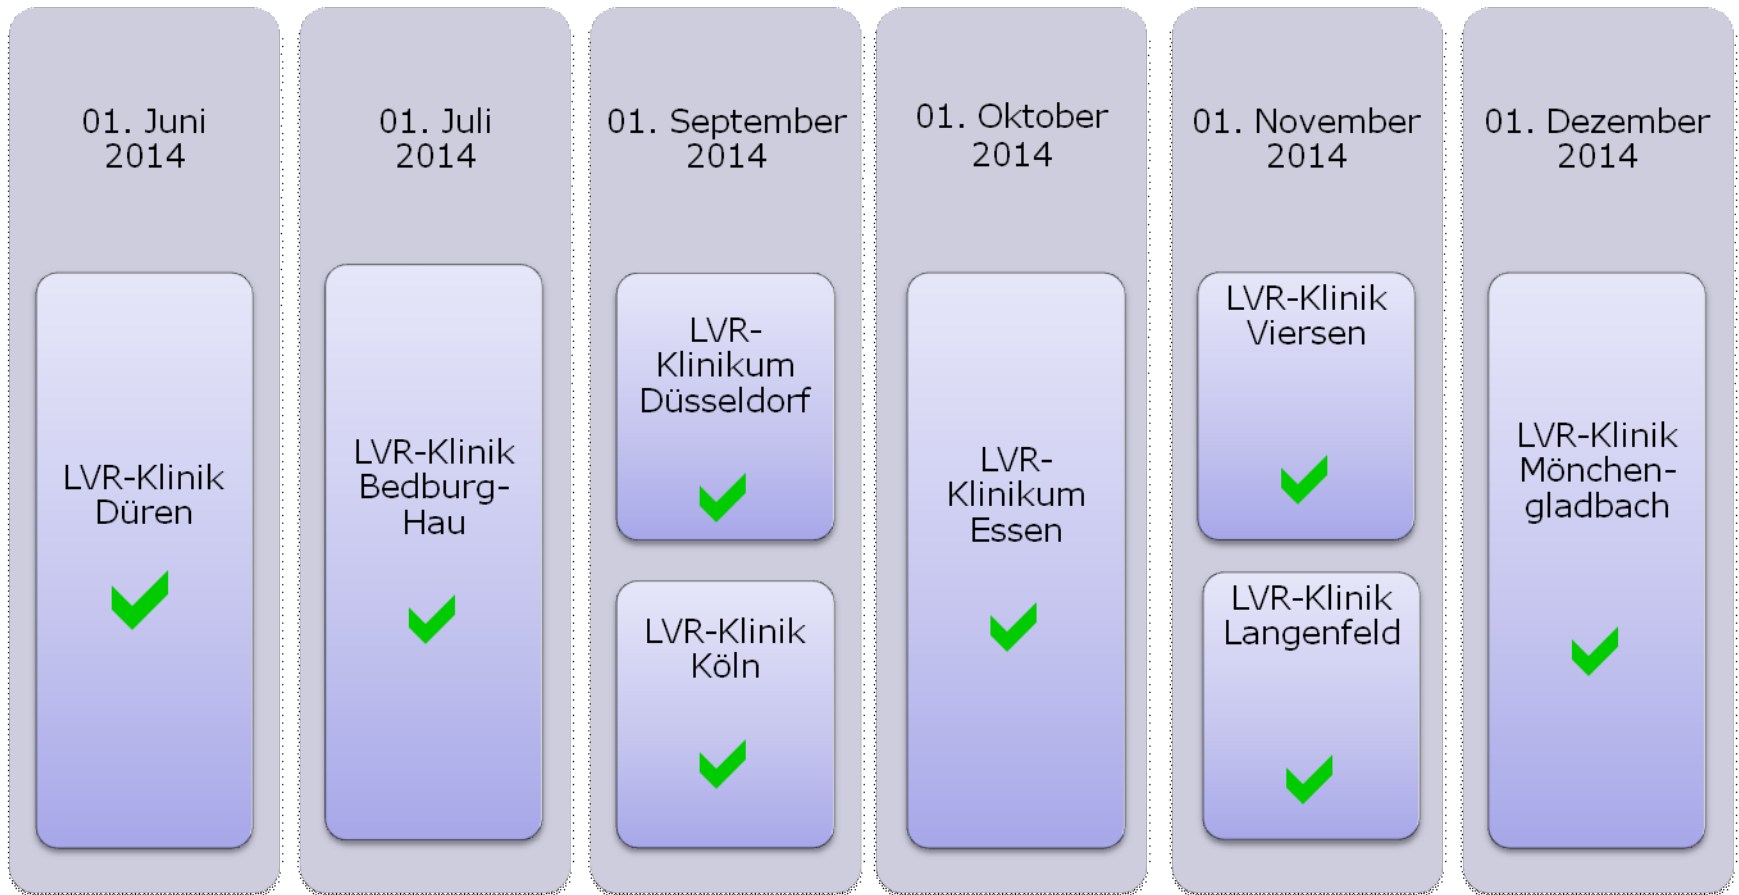 01. Juni
2014
LVR-Klinik
Düren
01. Juli
2014
LVR-Klinik
Bedburg-
Hau
01. September
2014
LVR-
Klinikum
Düsseldorf
LVR-Klinik
Köln
01. Oktober
2014
LVR-
Klinikum
Essen
01. November
2014
LVR-Klinik
Viersen
LVR-Klinik
Langenfeld
01. Dezember
2014
LVR-Klinik
Mönchen-
gladbach